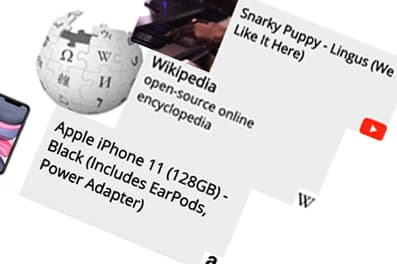 Snarky Puppy - Lingus (We
Like It Here)
Wikipedia
open-source online
encyclopedia
Apple iPhone 11 (128GB) -
Black (Includes EarPods,
Power Adapter)
Ω
W
И
W
a